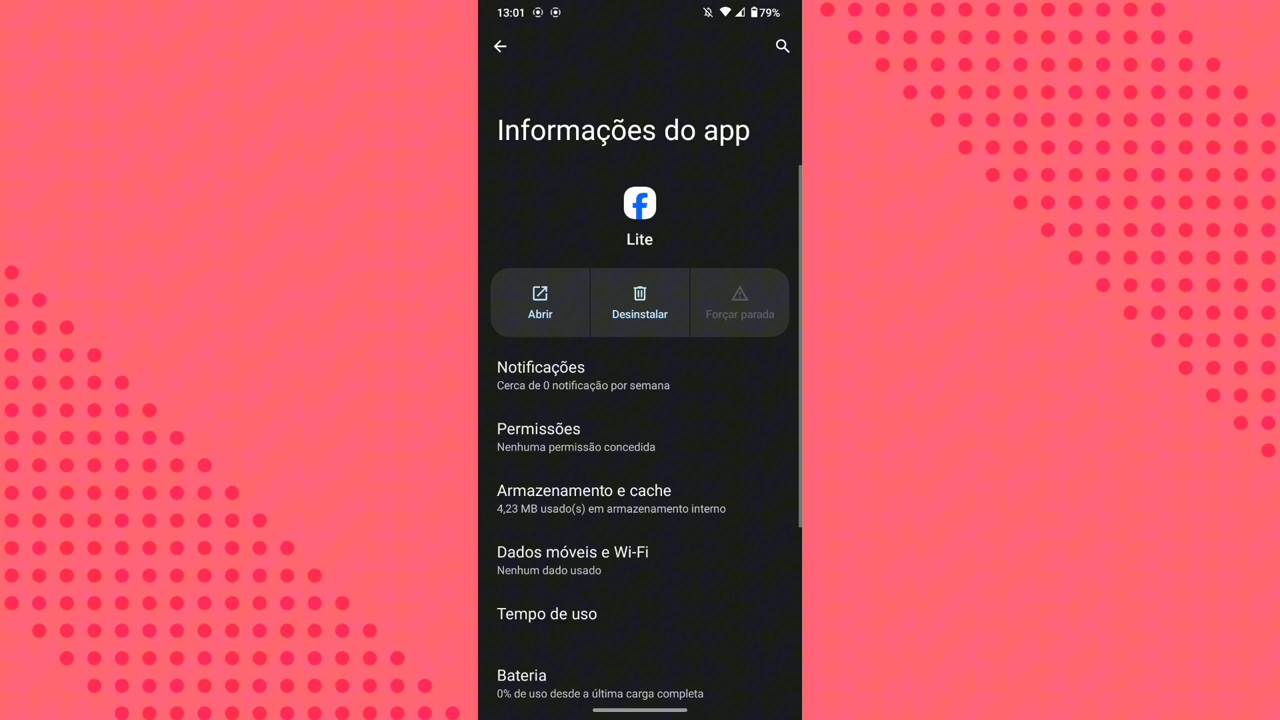 13:01
79%
Informações do app
Lite
Abrir
Desinstalar
Forçar parada
Notificações
Cerca de 0 notificação por semana
Permissões
Nenhuma permissão concedida
Armazenamento e cache
4,23 MB usado(s) em armazenamento interno
Dados móveis e Wi-Fi
Nenhum dado usado
Tempo de uso
Bateria
0% de uso desde a última carga completa